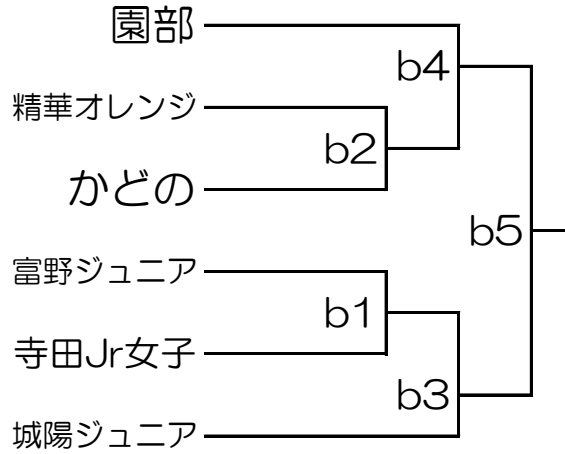 園部
b4
精華オレンジ
b2
かどの
b5
富野ジュニア
b1
寺田Jr女子
b3
城陽ジュニア